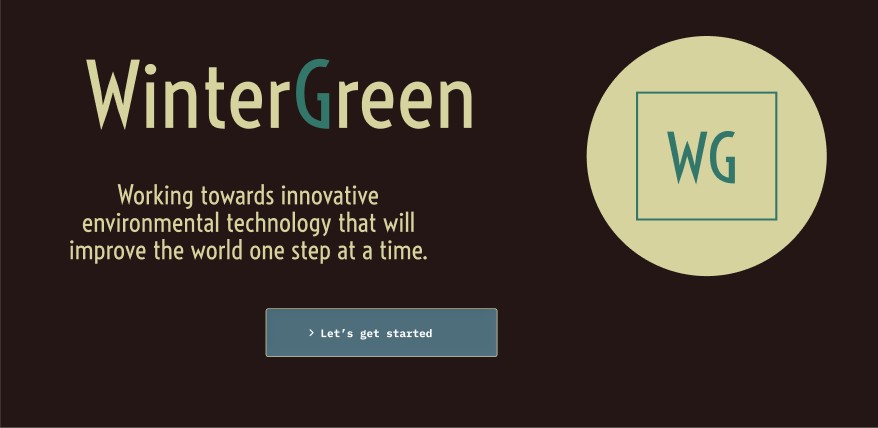 WinterGreen
WG
Working towards innovative
environmental technology that will
improve the world one step at a time.
> Let's get started